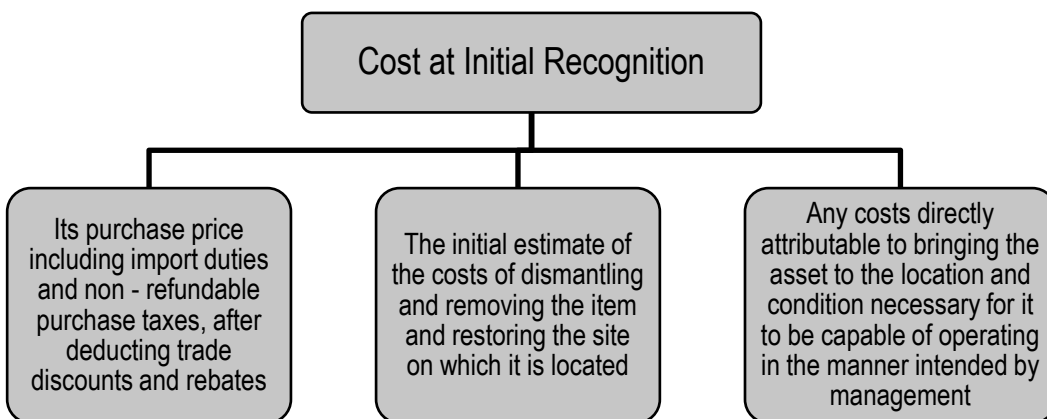 Cost at Initial Recognition
Its purchase price
including import duties
and non - refundable
purchase taxes, after
deducting trade
discounts and rebates
The initial estimate of
the costs of dismantling
and removing the item
and restoring the site
on which it is located
Any costs directly
attributable to bringing the
asset to the location and
condition necessary for it
to be capable of operating
in the manner intended by
management